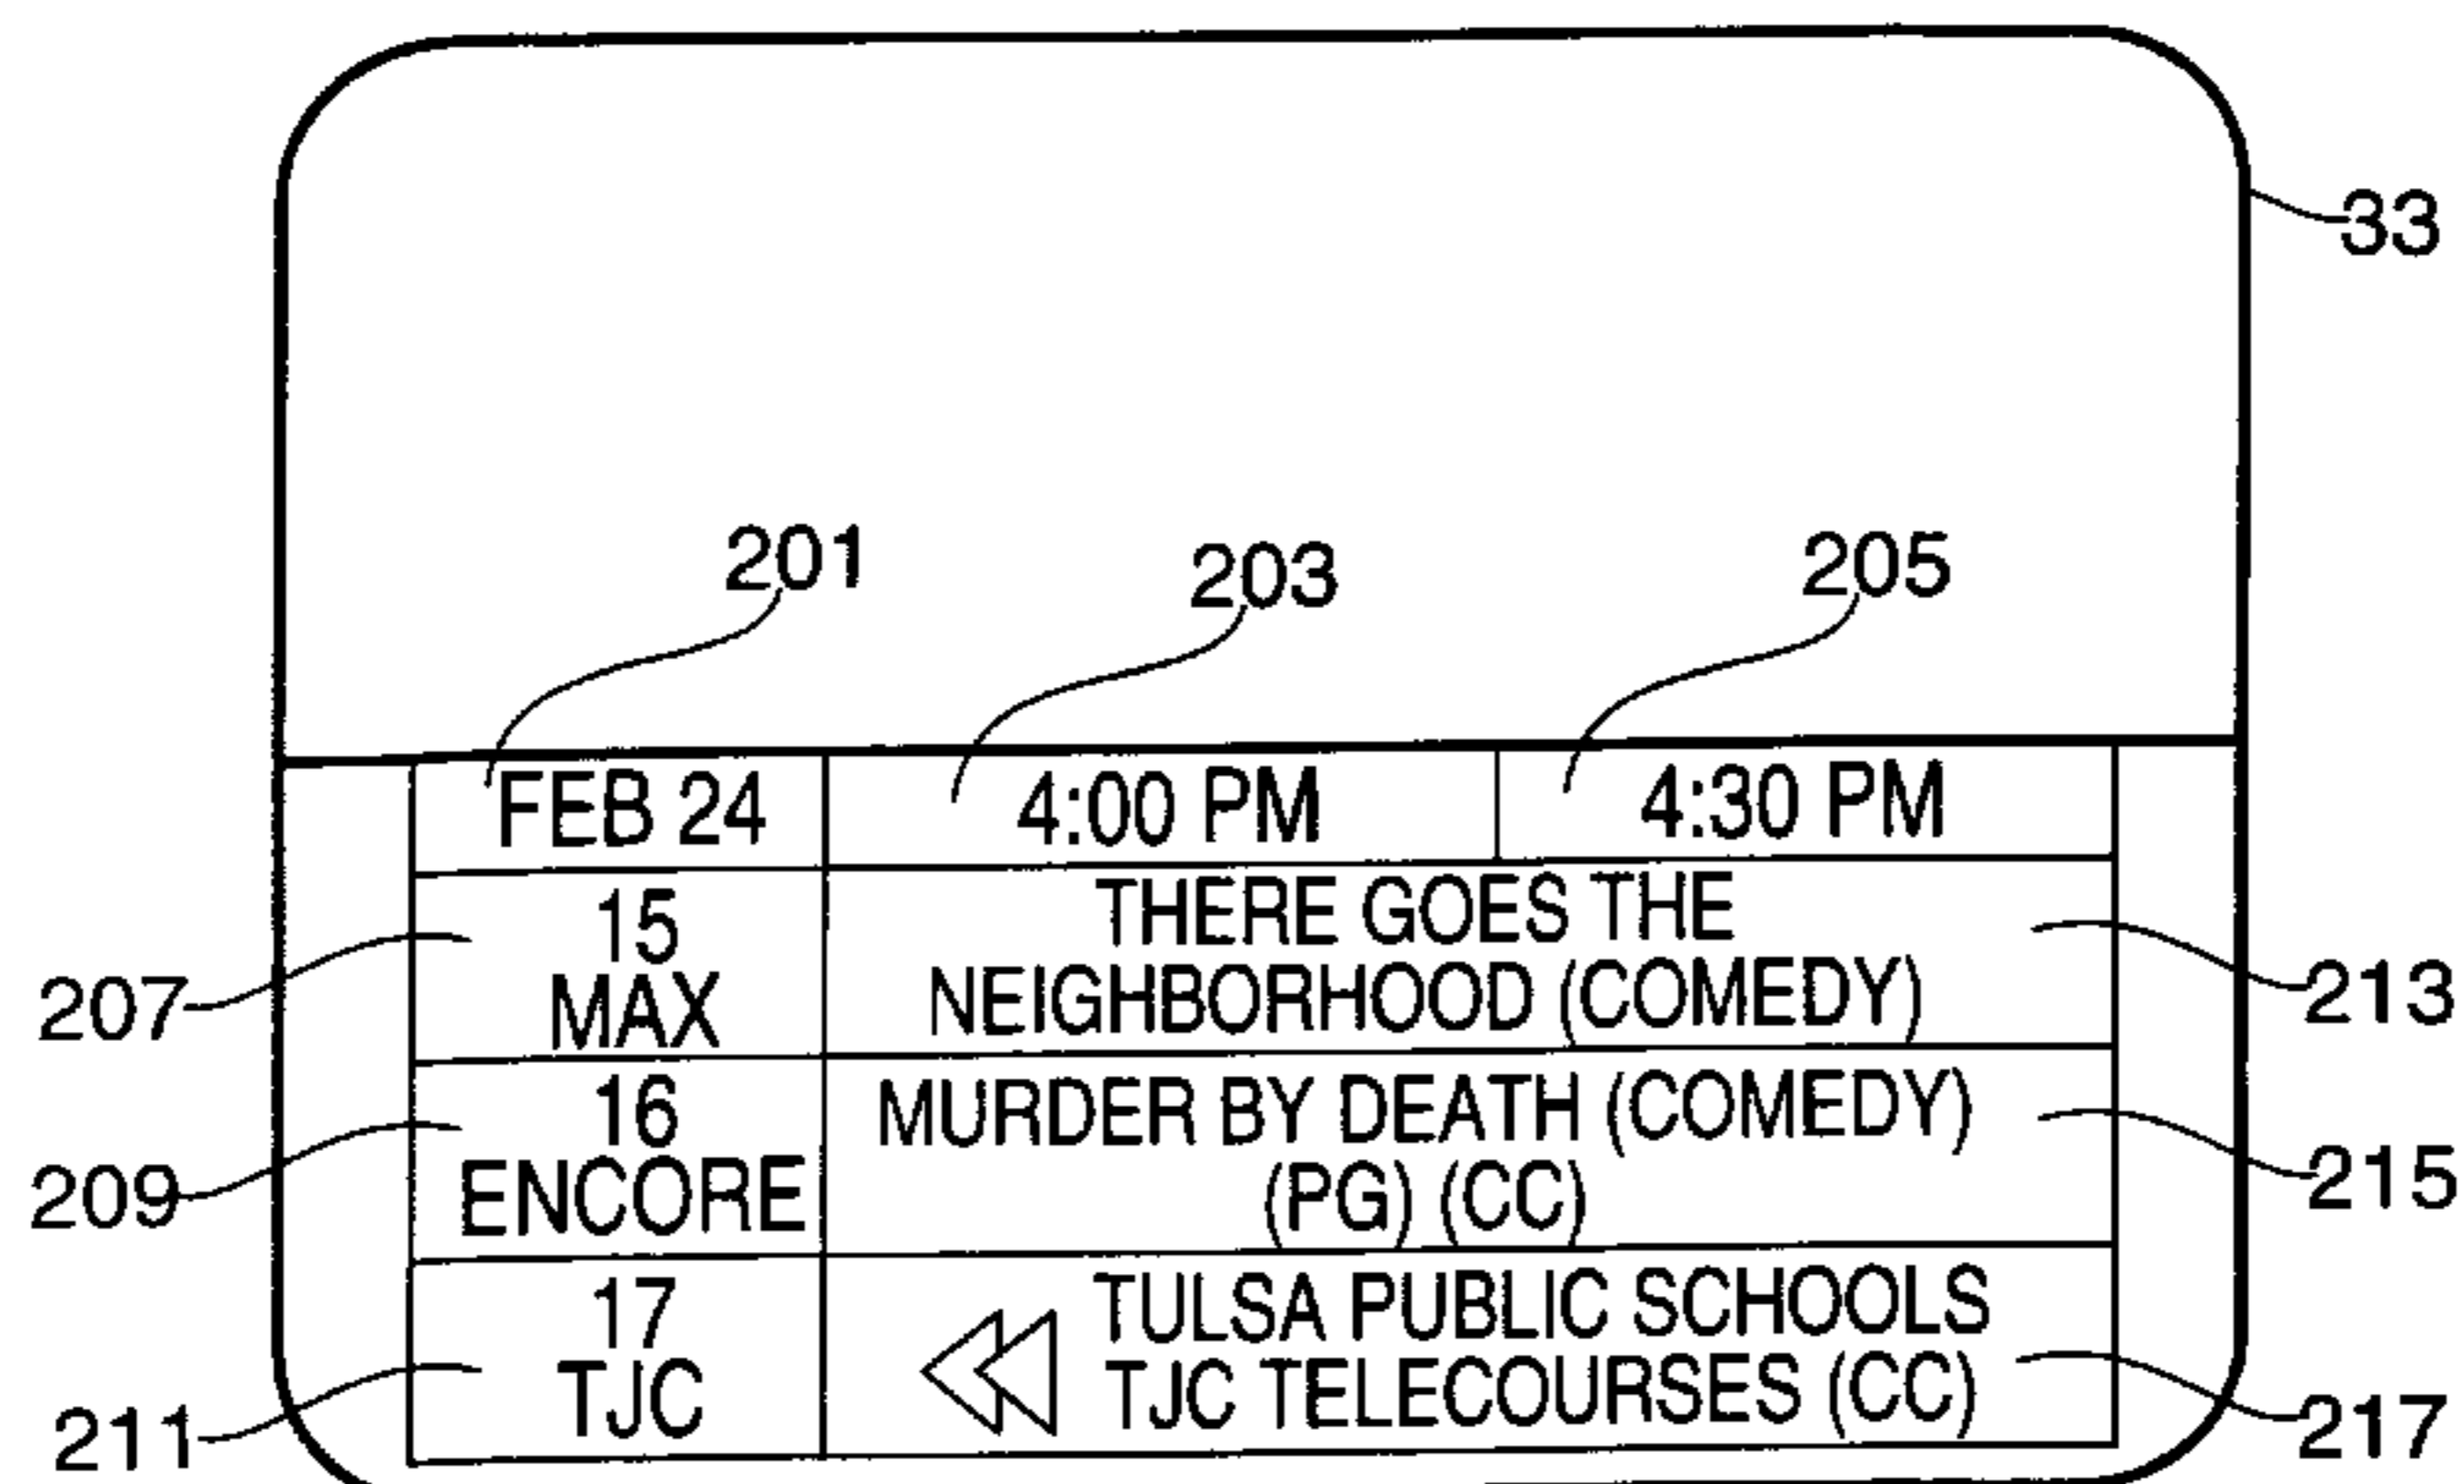 33
201
203
205
FEB 24
4:00 PM
4:30 PM
15
MAX
THERE GOES THE
NEIGHBORHOOD (COMEDY)
207
213
16
ENCORE
MURDER BY DEATH (COMEDY)
(PG) (CC)
209
215
17
TJC
TULSA PUBLIC SCHOOLS
TJC TELECOURSES (CC)
211
217